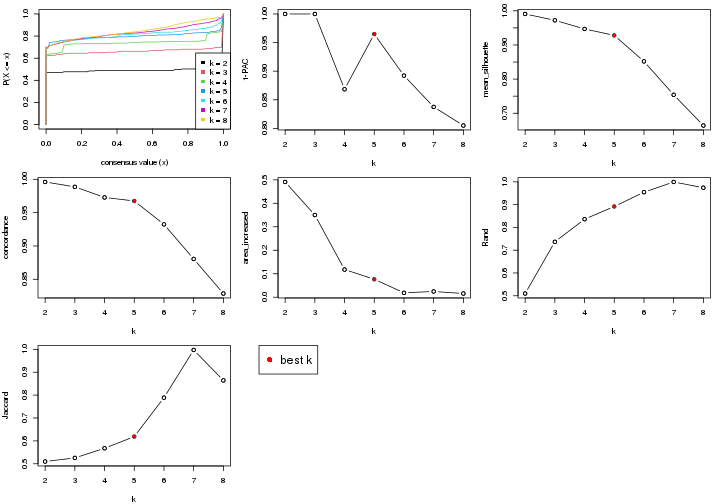 P(X <= x)
0.0 0.2 0.4 0.6 0.8 1.0
0.0 0.2 0.4 0.6 0.8 1.0
consensus value (x)
k = 2
k = 3
k = 4
k = 5
k = 6
k = 7
k = 8
1-PAC
0.80 0.85 0.90 0.95 1.00
2 3 4 5 6 7 8
k
mean_silhouette
0.70 0.80 0.90 1.00
2 3 4 5 6 7 8
k
concordance
0.85 0.90 0.95 1.00
2 3 4 5 6 7 8
k
area_increased
0.0 0.1 0.2 0.3 0.4 0.5
2 3 4 5 6 7 8
k
Rand
0.5 0.6 0.7 0.8 0.9 1.0
2 3 4 5 6 7 8
k
Jaccard
0.5 0.6 0.7 0.8 0.9 1.0
2 3 4 5 6 7 8
k
best k